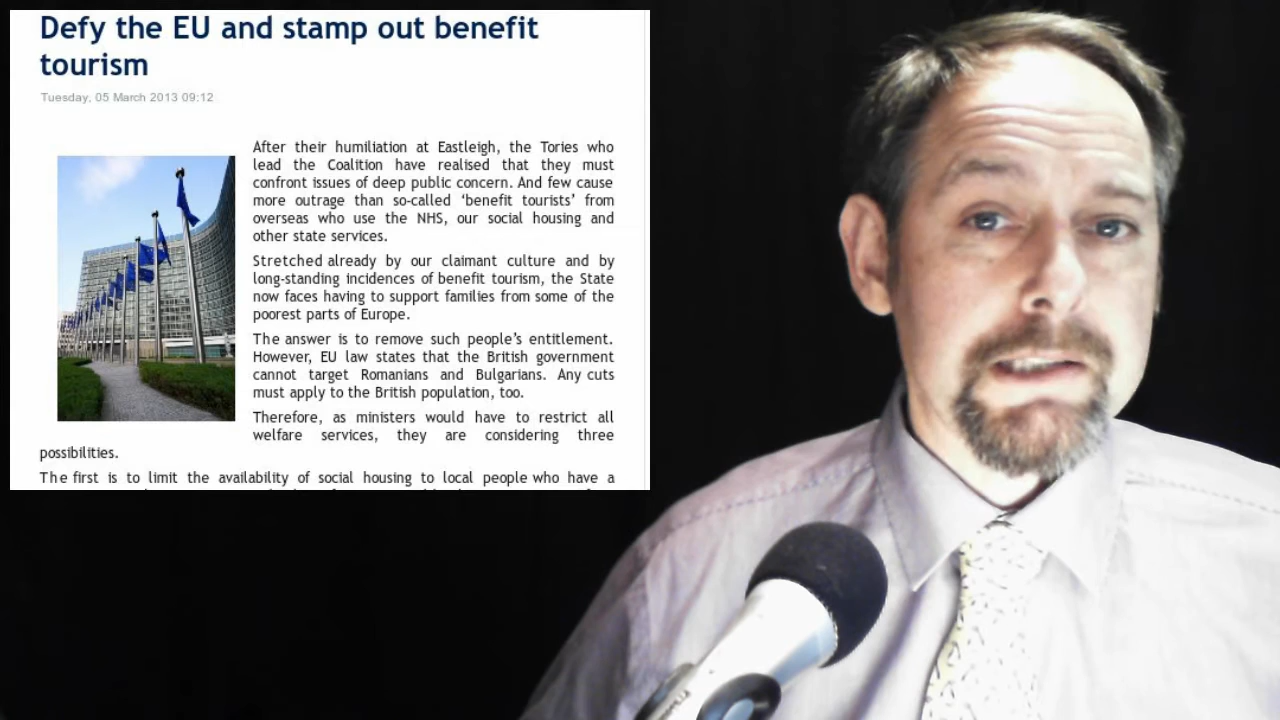 Defy the EU and stamp out benefit
tourism
Tuesday, 05 March 2013 09:12
After their humiliation at Eastleigh, the Tories who
lead the Coalition have realised that they must
confront issues of deep public concern. And few cause
more outrage than so-called ‘benefit tourists’ from
overseas who use the NHS, our social housing and
other state services.
Stretched already by our claimant culture and by
long-standing incidences of benefit tourism, the State
now faces having to support families from some of the
poorest parts of Europe.
The answer is to remove such people’s entitlement.
However, EU law states that the British government
cannot target Romanians and Bulgarians. Any cuts
must apply to the British population, too.
Therefore, as ministers would have to restrict all
welfare services, they are considering three
possibilities.
The first is to limit the availability of social housing to local people who have a